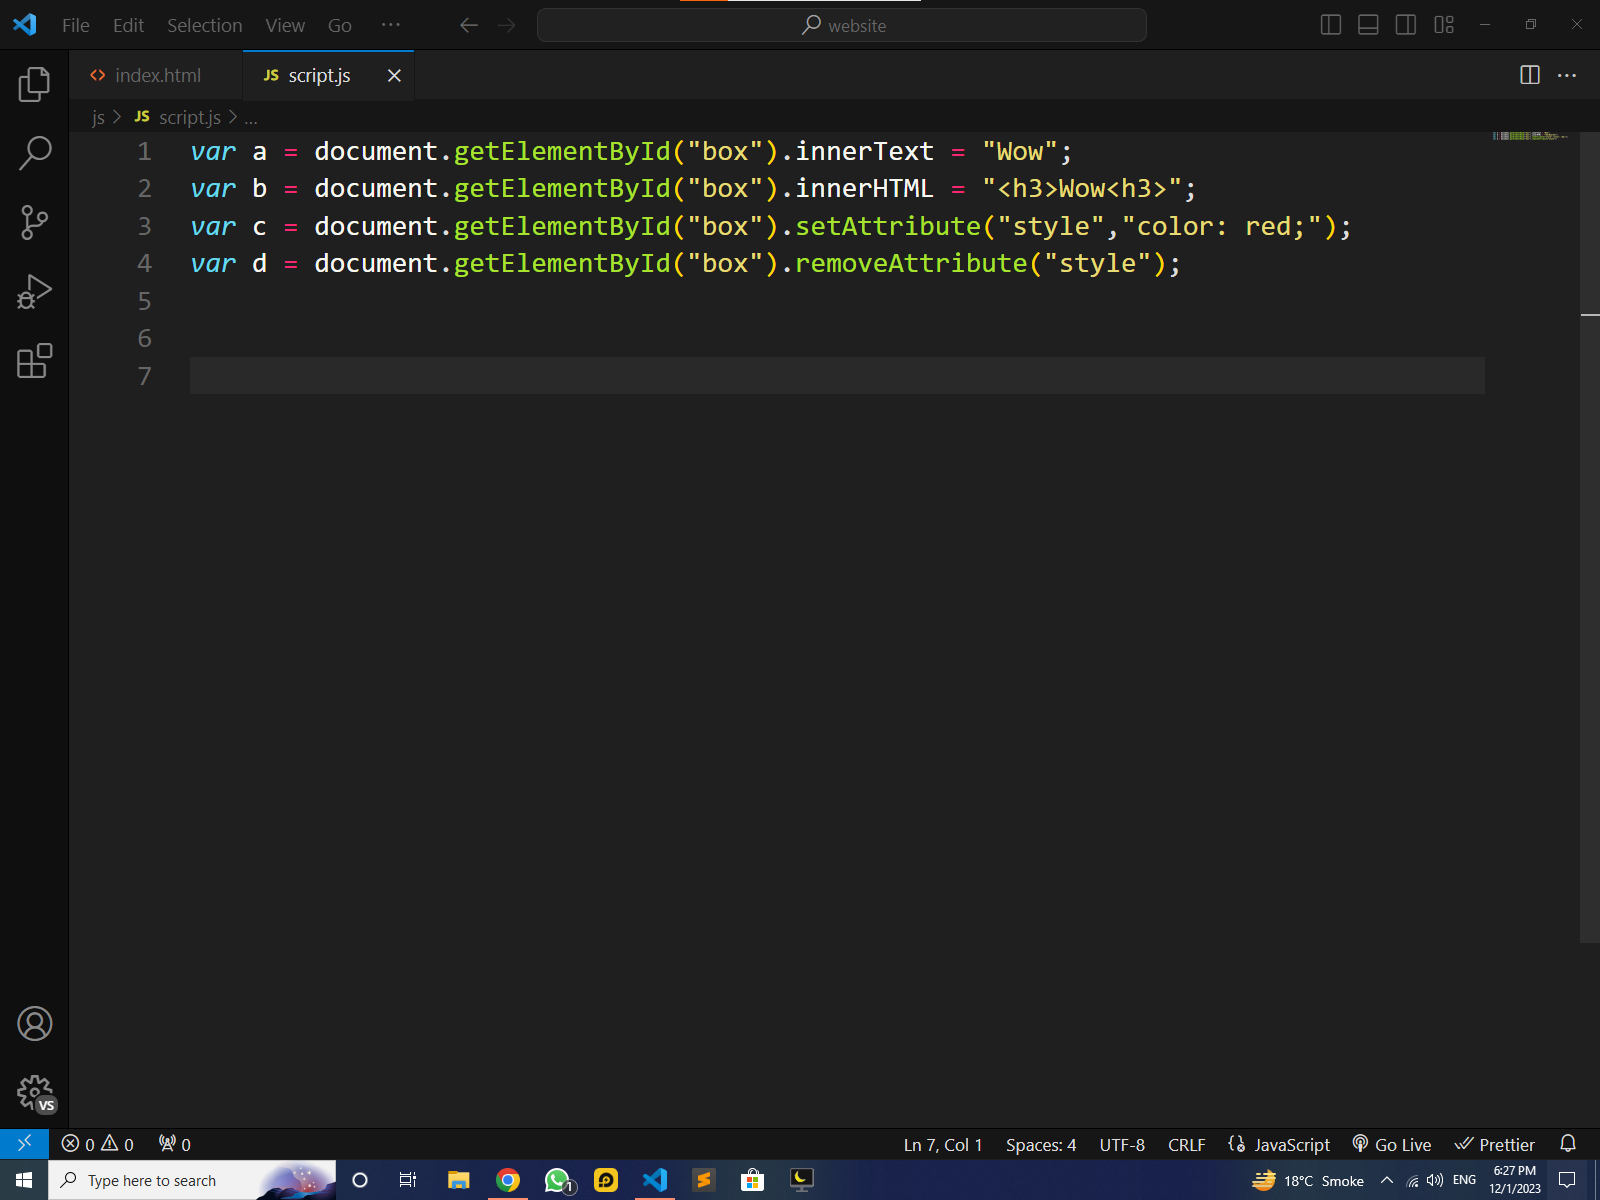 File Edit Selection View Go ··· website
index.html JS script.js
js > JS script.js > ...
1 var a = document.getElementById("box").innerText = "Wow";
2 var b = document.getElementById("box").innerHTML = "<h3>Wow<h3>";
3 var c = document.getElementById("box").setAttribute("style","color: red;");
4 var d = document.getElementById("box").removeAttribute("style");
5
6
7
VS
0 0 0 Ln 7, Col 1 Spaces: 4 UTF-8 CRLF JavaScript Go Live Prettier
Type here to search 1 18°C Smoke ENG 6:27 PM
12/1/2023